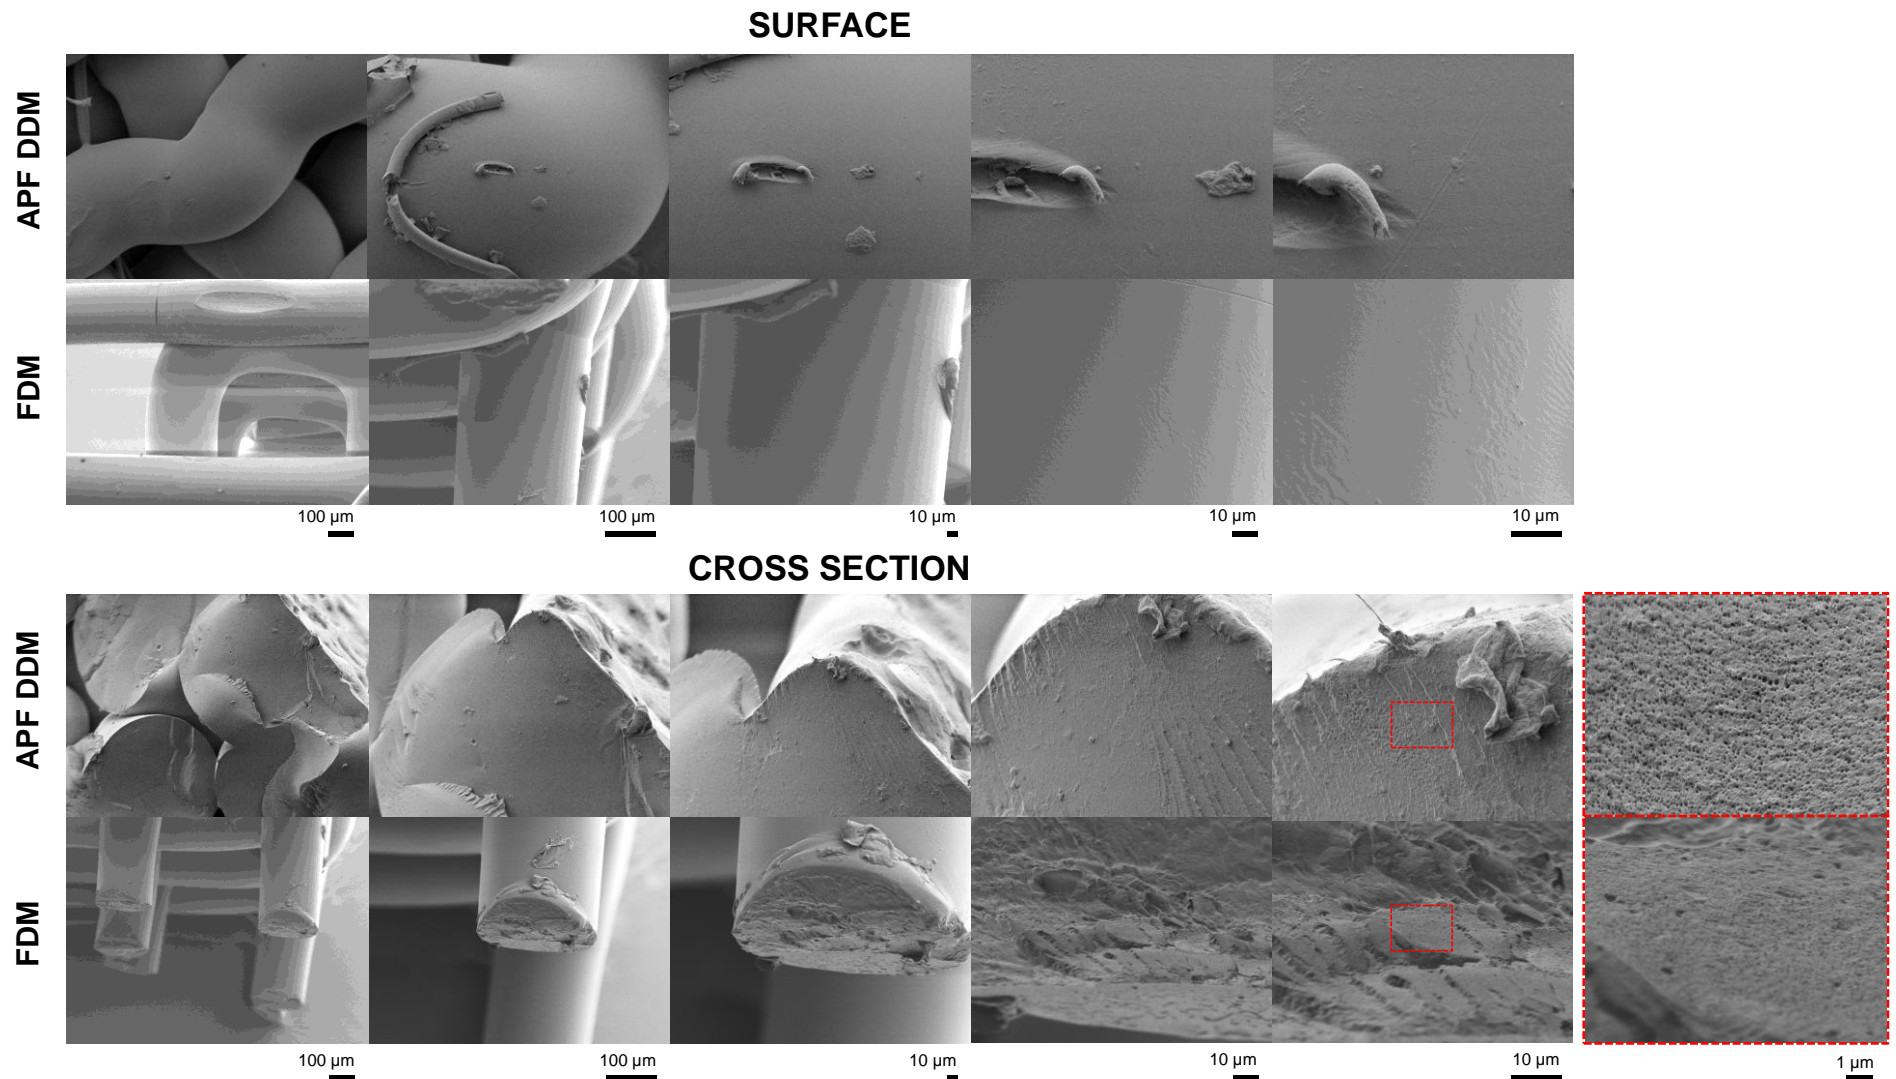 SURFACE
APF DDM
FDM
100 µm
100 µm
10 µm
10 µm
10 µm
CROSS SECTION
APF DDM
FDM
100 µm
100 µm
10 µm
10 µm
10 µm
1 µm